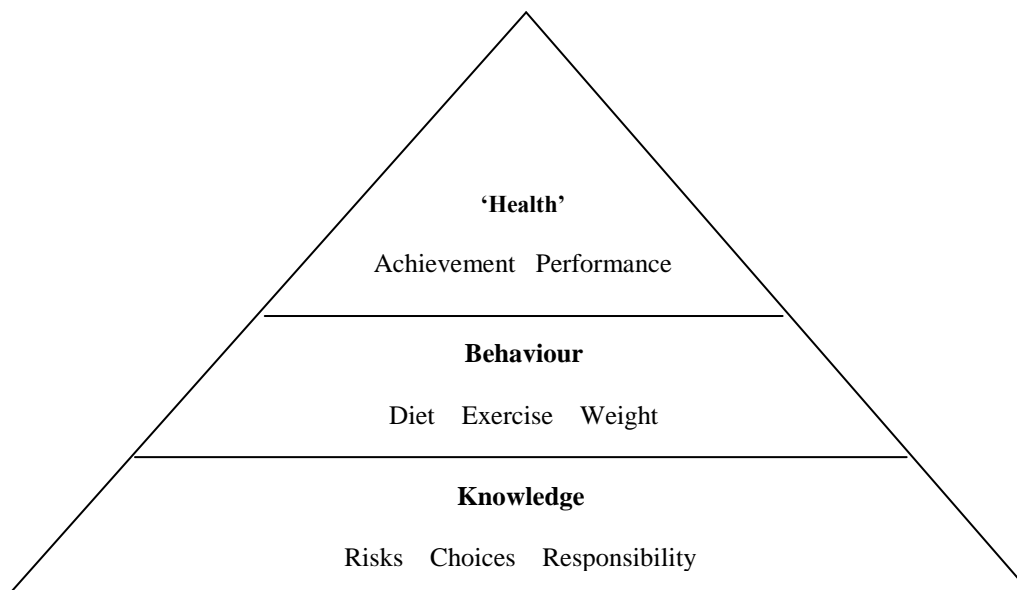 ‘Health’
Achievement Performance
Behaviour
Diet Exercise Weight
Knowledge
Risks Choices Responsibility